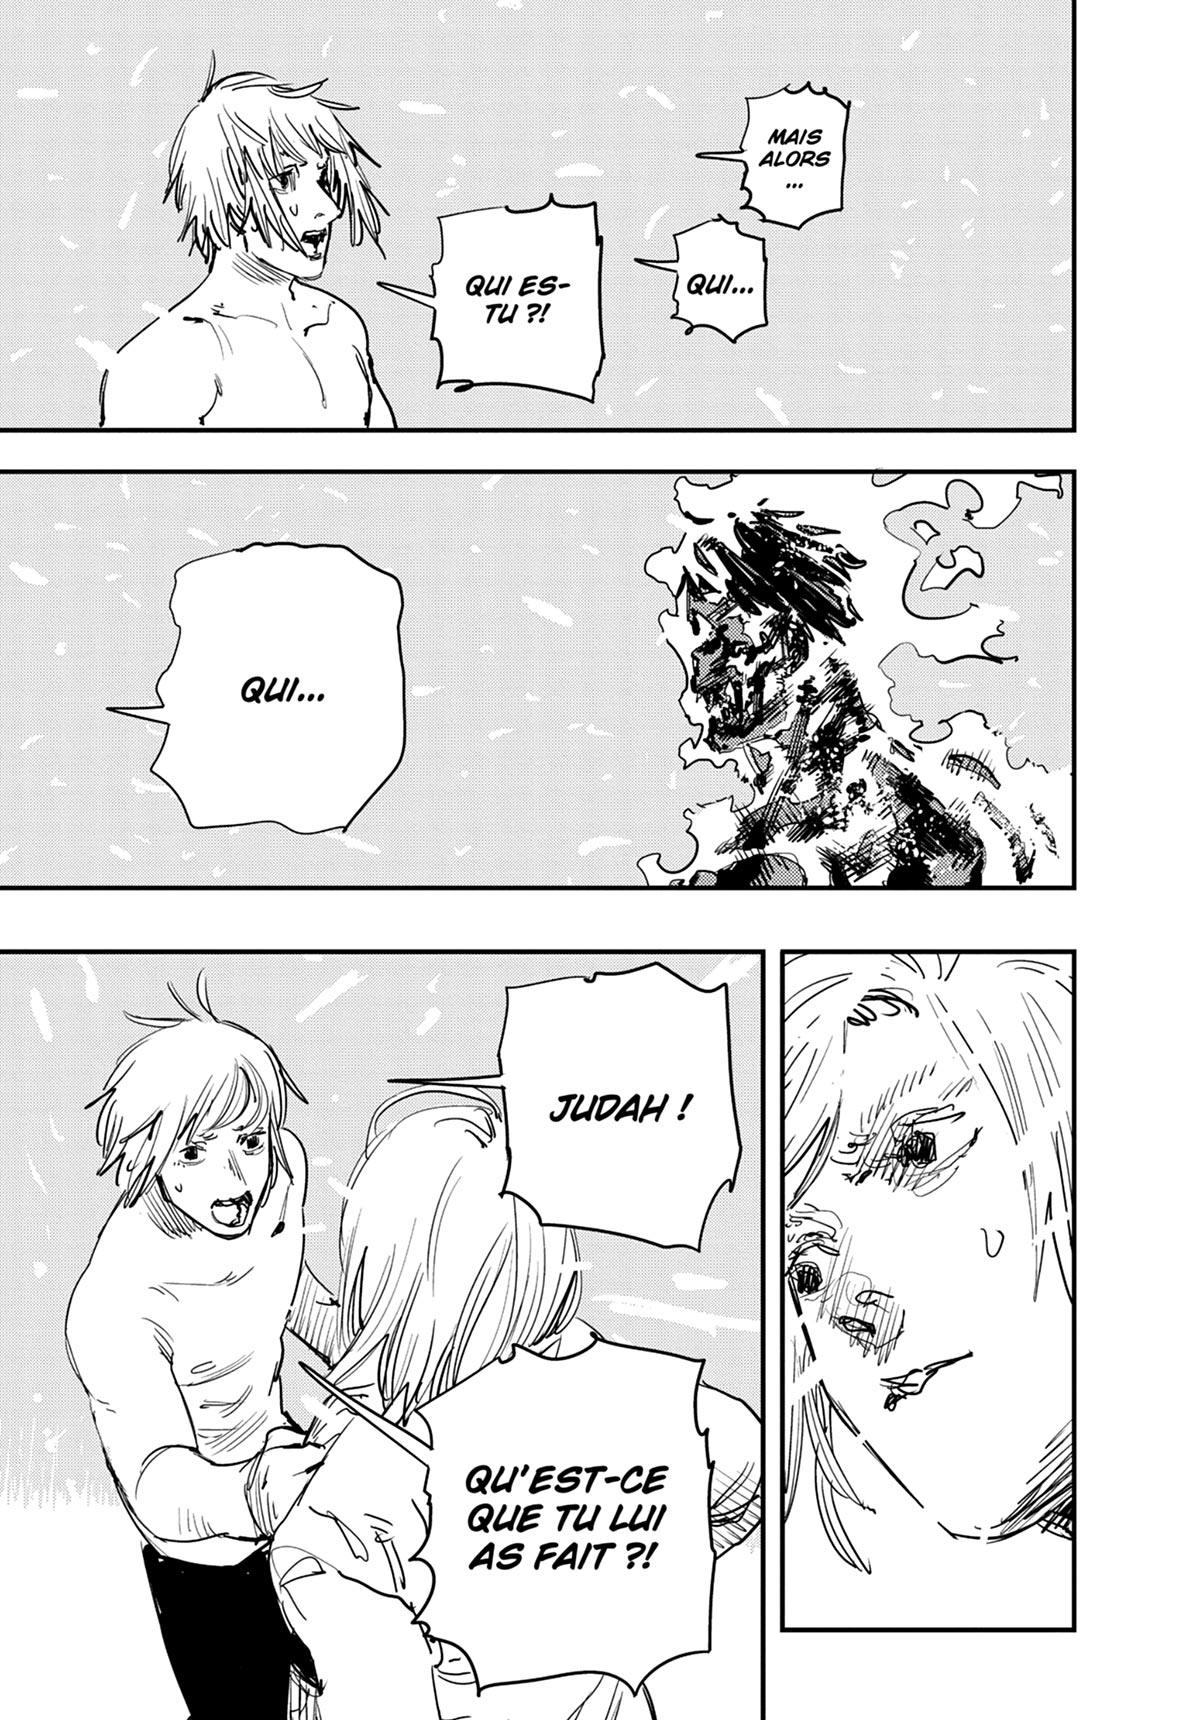 MAIS
ALORS
...
QUI...
QUI ES-
TU ?!
QUI...
JUDAH !
QU'EST-CE
QUE TU LUI
AS FAIT ?!